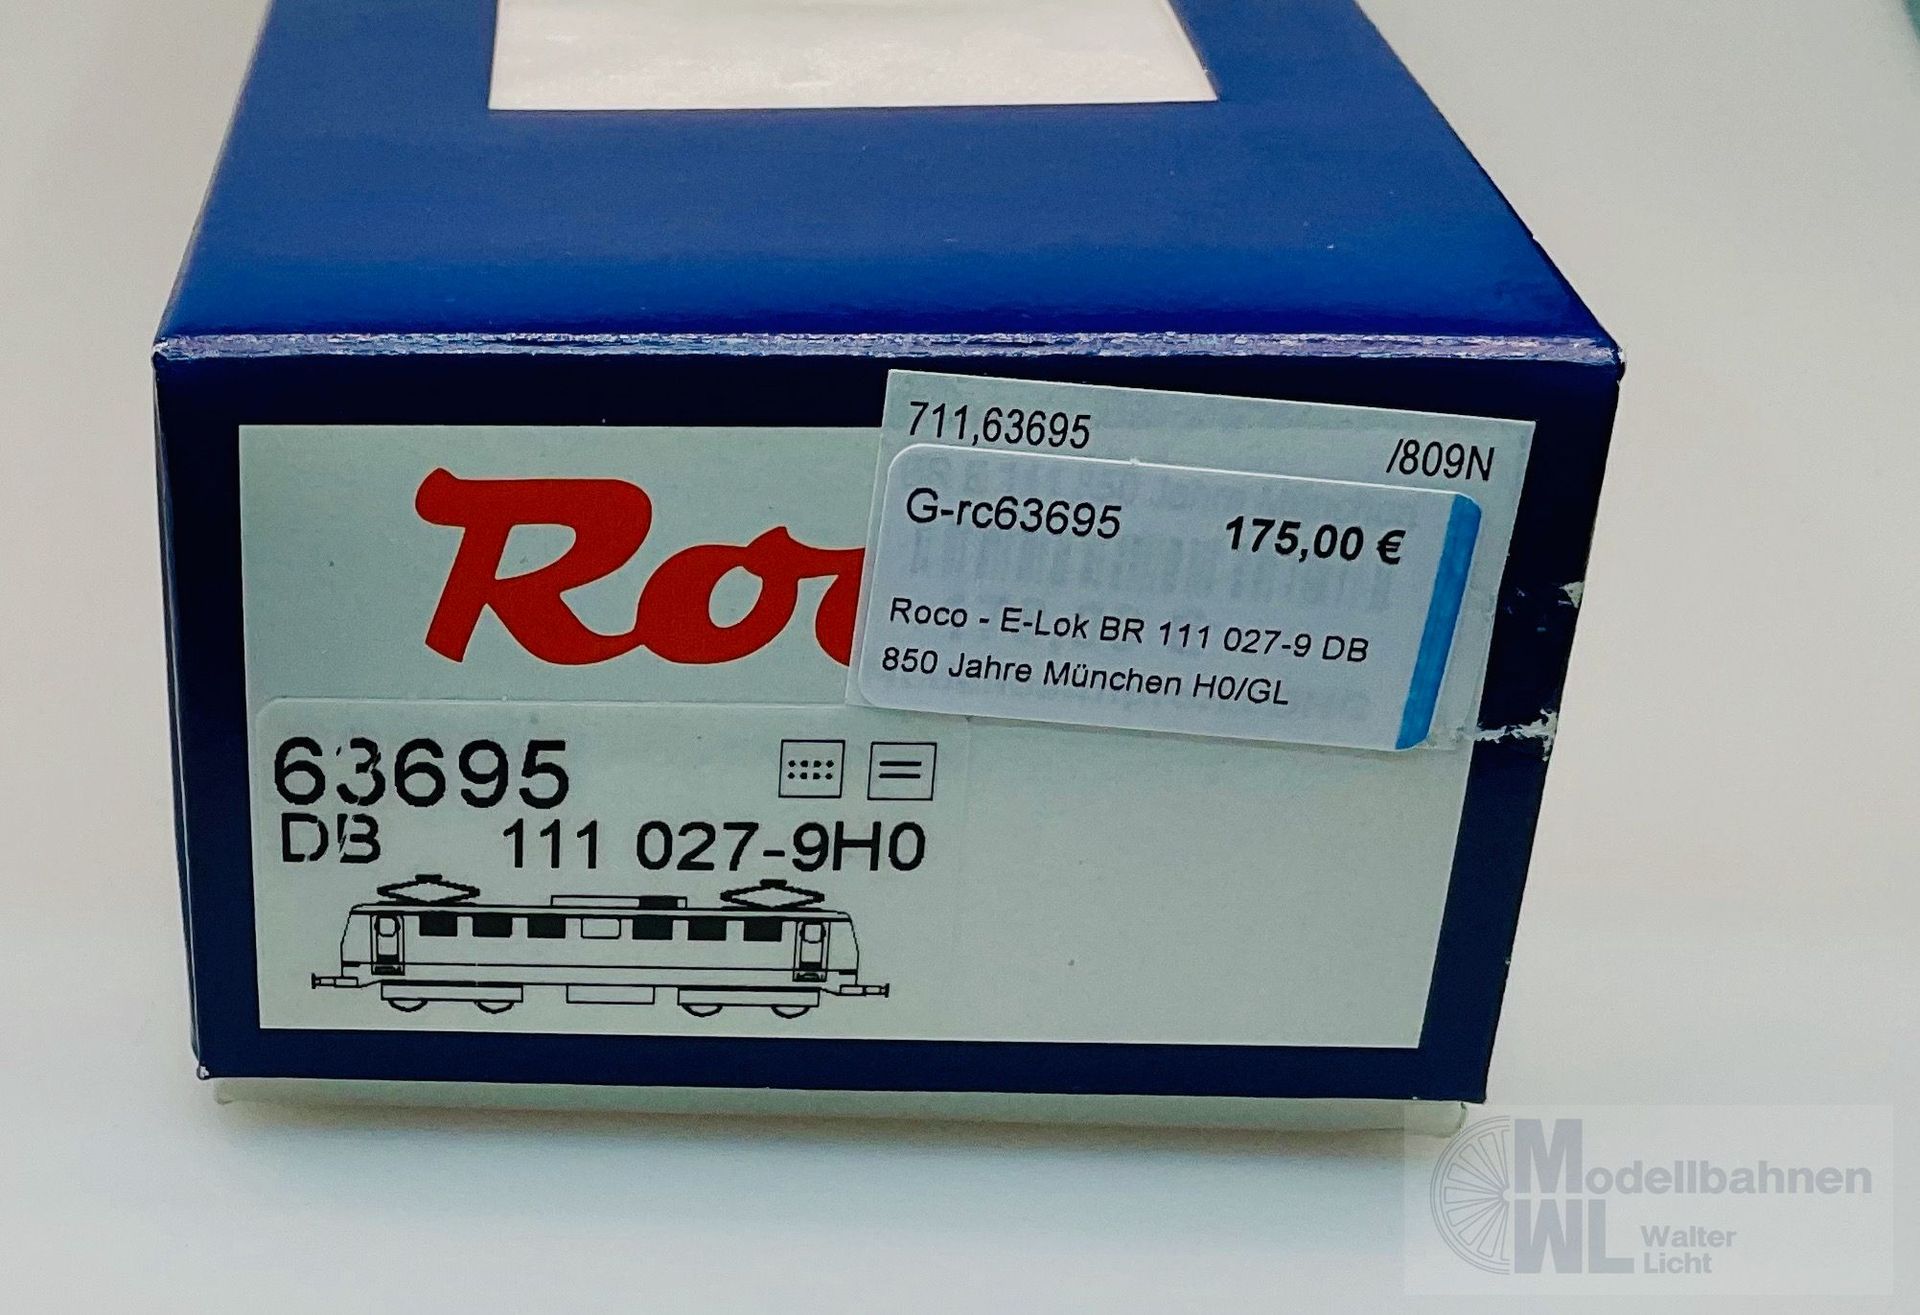 711,63695 /809N
G-rc63695 175,00 €
Roco - E-Lok BR 111 027-9 DB
850 Jahre München H0/GL
Roc
63695
DB 111 027-9H0
Modellbahnen
WL Walter
Licht